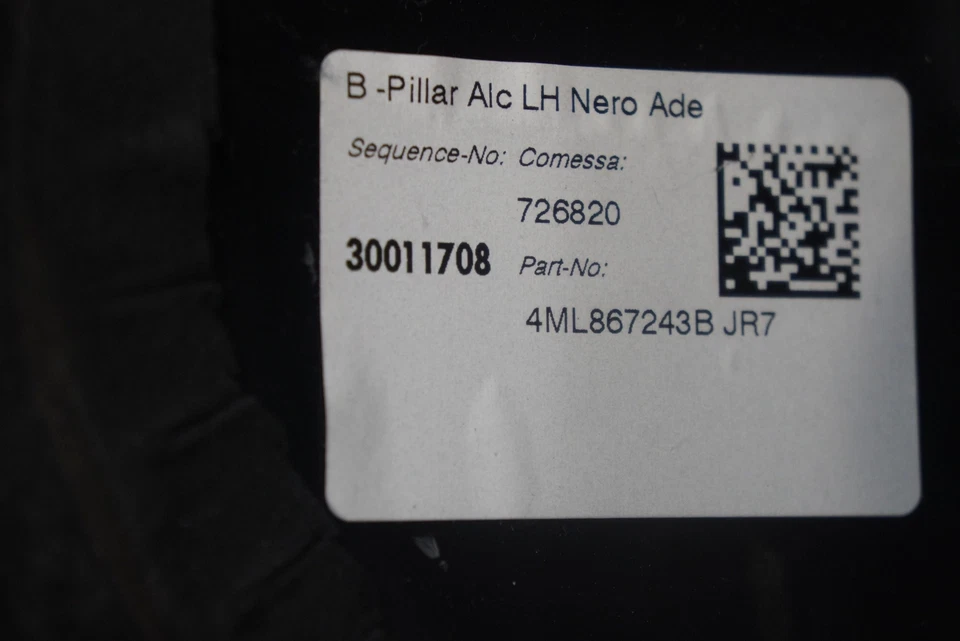 B -Pillar Alc LH Nero Ade
Sequence-No: Comessa:
726820
30011708 Part-No:
4ML867243B JR7